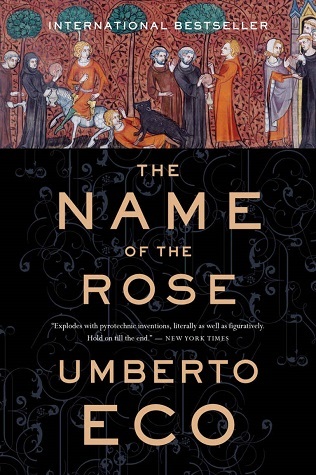 INTERNATIONAL BESTSELLER
THE
NAME
OF THE
ROSE
"Explodes with pyrotechnic inventions, literally as well as figuratively.
Hold on till the end." — NEW YORK TIMES
UMBERTO
ECO